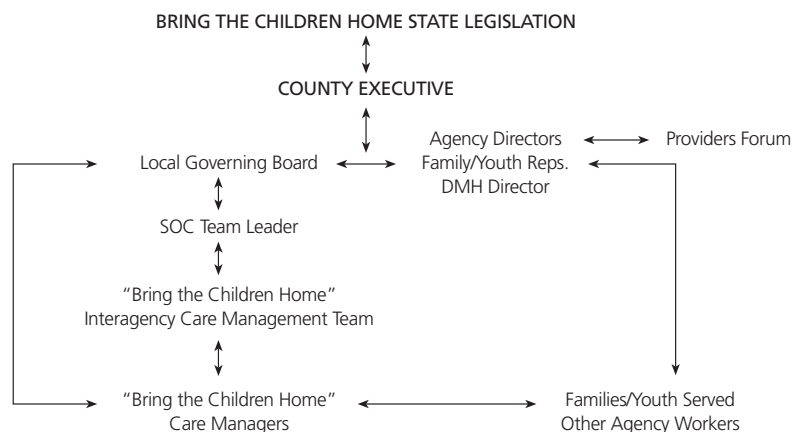 BRING THE CHILDREN HOME STATE LEGISLATION
COUNTY EXECUTIVE
Agency Directors
Providers Forum
Local Governing Board
Family/Youth Reps.
DMH Director
SOC Team Leader
“Bring the Children Home”
Interagency Care Management Team
“Bring the Children Home”
Care Managers
Families/Youth Served
Other Agency Workers